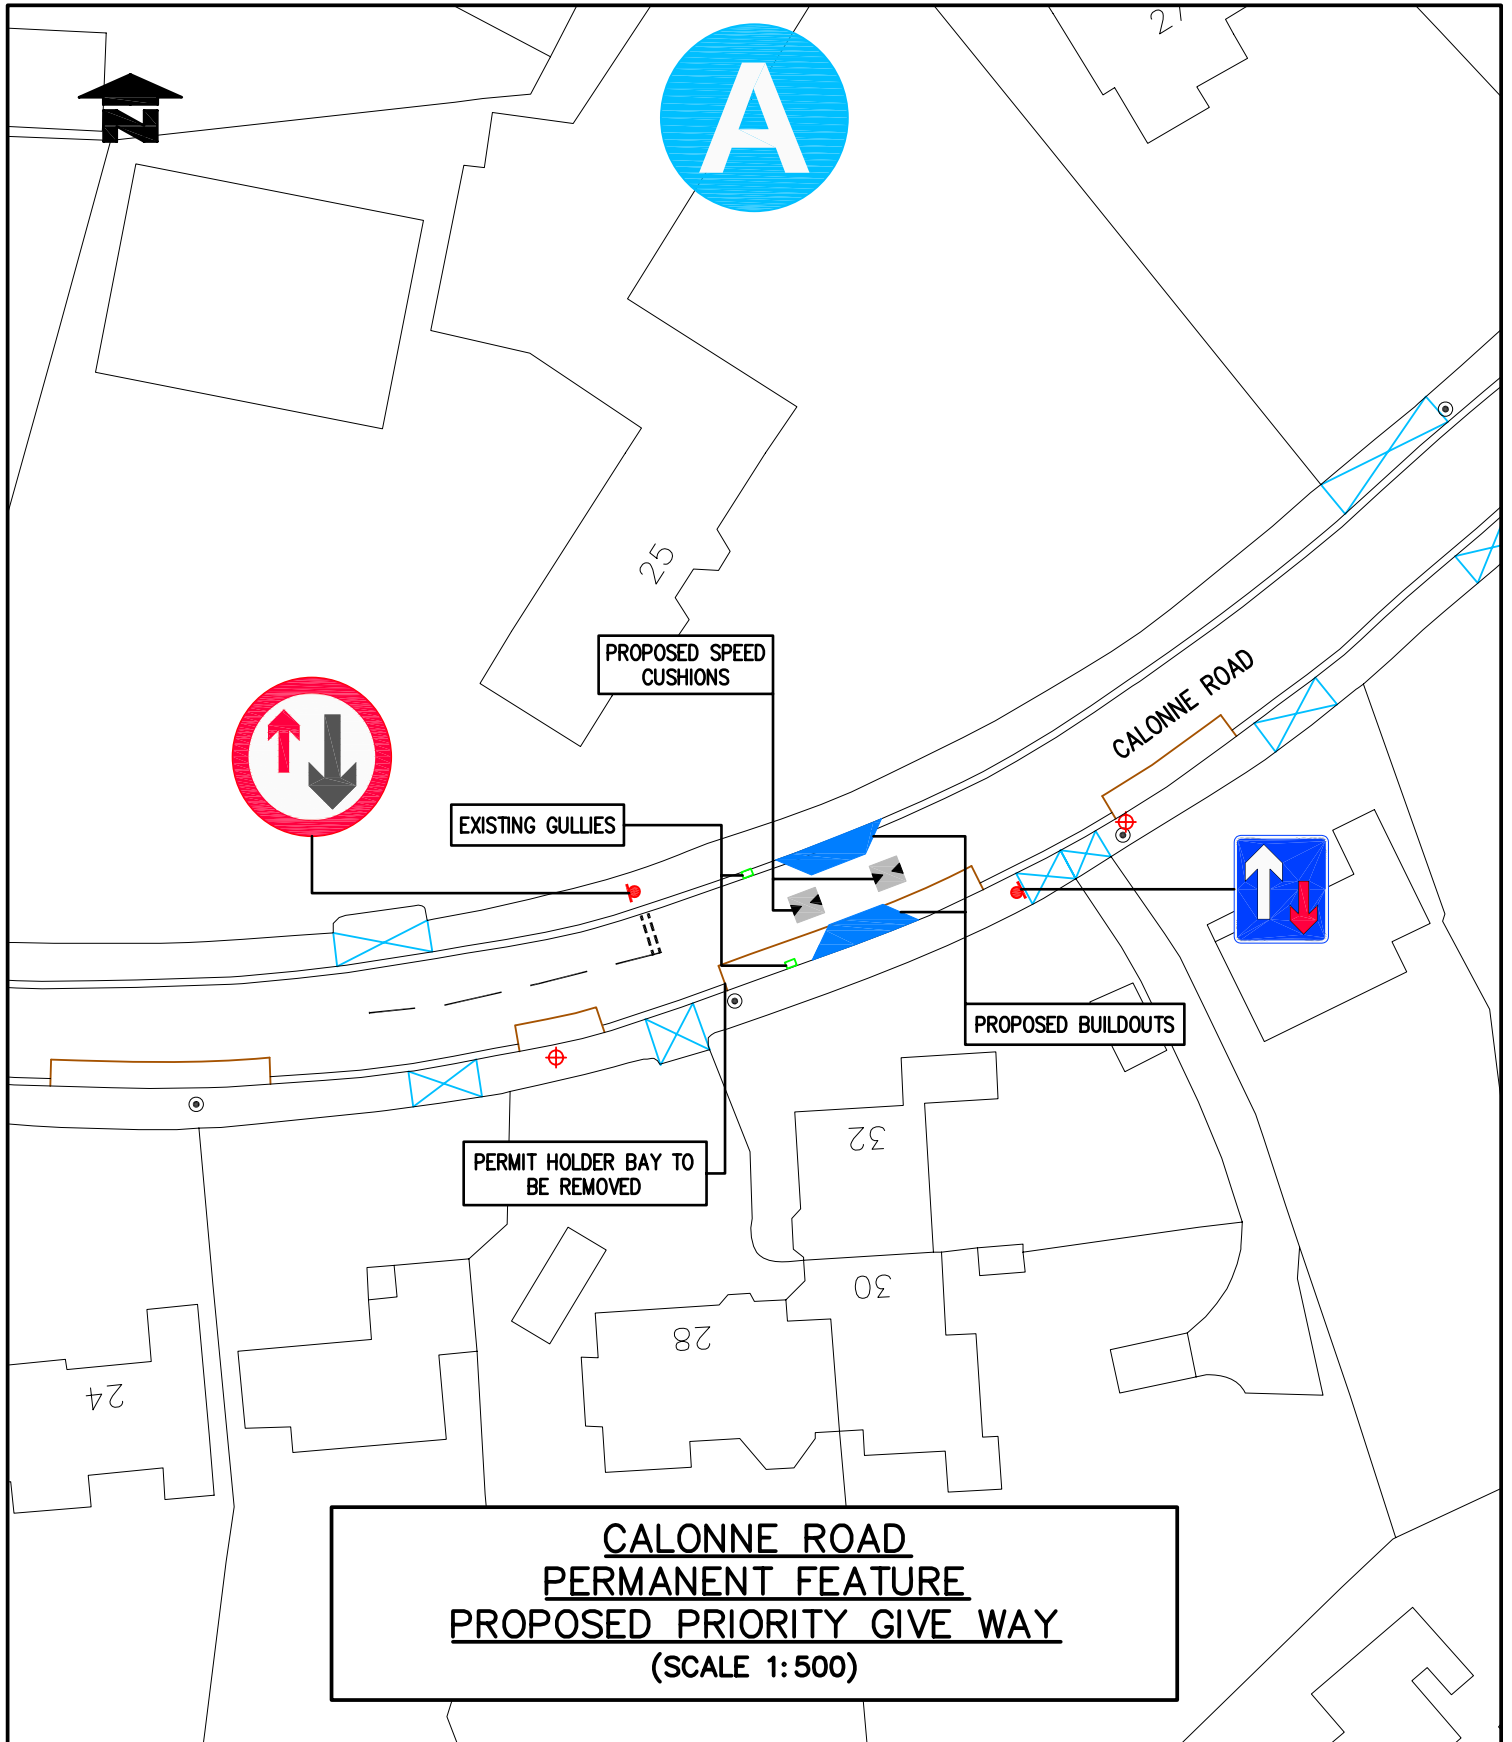 27
N
A
25
PROPOSED SPEED
CUSHIONS
CALONNE ROAD
EXISTING GULLIES
PROPOSED BUILDOUTS
32
PERMIT HOLDER BAY TO
BE REMOVED
30
28
24
CALONNE ROAD
PERMANENT FEATURE
PROPOSED PRIORITY GIVE WAY
(SCALE 1:500)